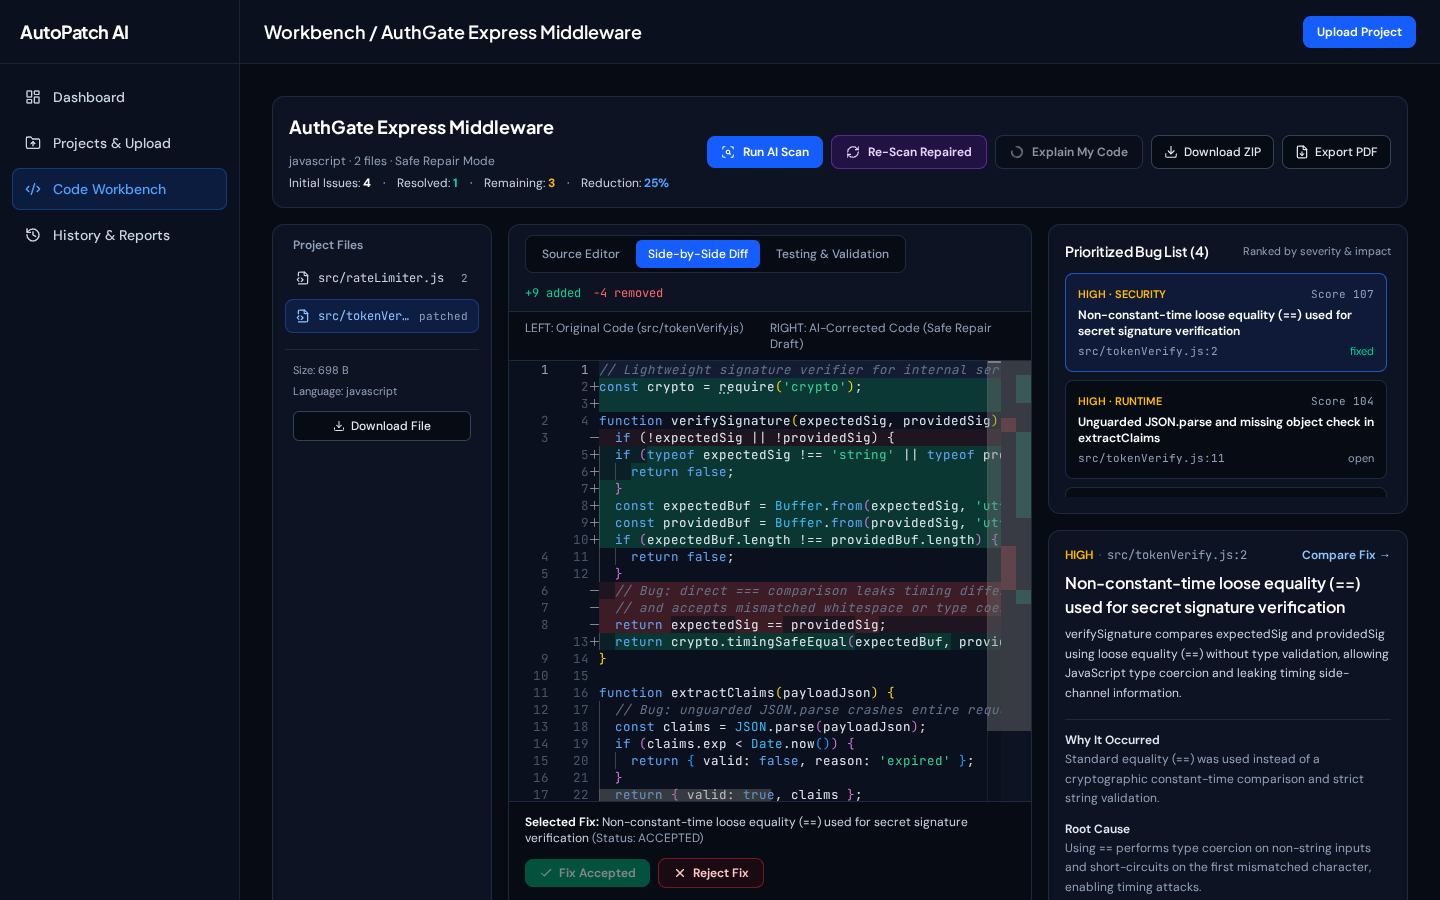 AutoPatch AI
Workbench / AuthGate Express Middleware
Upload Project
Dashboard
Projects & Upload
Code Workbench
History & Reports
AuthGate Express Middleware
javascript · 2 files · Safe Repair Mode
Initial Issues: 4 · Resolved: 1 · Remaining: 3 · Reduction: 25%
Run AI Scan
Re-Scan Repaired
Explain My Code
Download ZIP
Export PDF
Project Files
src/rateLimiter.js 2
src/tokenVer… patched
Size: 698 B
Language: javascript
Download File
Source Editor
Side-by-Side Diff
Testing & Validation
+9 added -4 removed
LEFT: Original Code (src/tokenVerify.js)
RIGHT: AI-Corrected Code (Safe Repair
Draft)
1 1 // Lightweight signature verifier for internal ser
2+ const crypto = require('crypto');
3+
2 4 function verifySignature(expectedSig, providedSig)
3 − if (!expectedSig || !providedSig) {
5+ if (typeof expectedSig !== 'string' || typeof pro
6+ return false;
7+ }
8+ const expectedBuf = Buffer.from(expectedSig, 'ut
9+ const providedBuf = Buffer.from(providedSig, 'ut
10+ if (expectedBuf.length !== providedBuf.length) {
4 11 return false;
5 12 }
6 − // Bug: direct === comparison leaks timing diffe
7 − // and accepts mismatched whitespace or type coe
8 − return expectedSig == providedSig;
13+ return crypto.timingSafeEqual(expectedBuf, provid
9 14 }
10 15
11 16 function extractClaims(payloadJson) {
12 17 // Bug: unguarded JSON.parse crashes entire requ
13 18 const claims = JSON.parse(payloadJson);
14 19 if (claims.exp < Date.now()) {
15 20 return { valid: false, reason: 'expired' };
16 21 }
17 22 return { valid: true, claims };
Selected Fix: Non-constant-time loose equality (==) used for secret signature
verification (Status: ACCEPTED)
Fix Accepted
Reject Fix
Prioritized Bug List (4)
Ranked by severity & impact
HIGH · SECURITY Score 107
Non-constant-time loose equality (==) used for
secret signature verification
src/tokenVerify.js:2 fixed
HIGH · RUNTIME Score 104
Unguarded JSON.parse and missing object check in
extractClaims
src/tokenVerify.js:11 open
HIGH · src/tokenVerify.js:2 Compare Fix →
Non-constant-time loose equality (==)
used for secret signature verification
verifySignature compares expectedSig and providedSig
using loose equality (==) without type validation, allowing
JavaScript type coercion and leaking timing side-
channel information.
Why It Occurred
Standard equality (==) was used instead of a
cryptographic constant-time comparison and strict
string validation.
Root Cause
Using == performs type coercion on non-string inputs
and short-circuits on the first mismatched character,
enabling timing attacks.